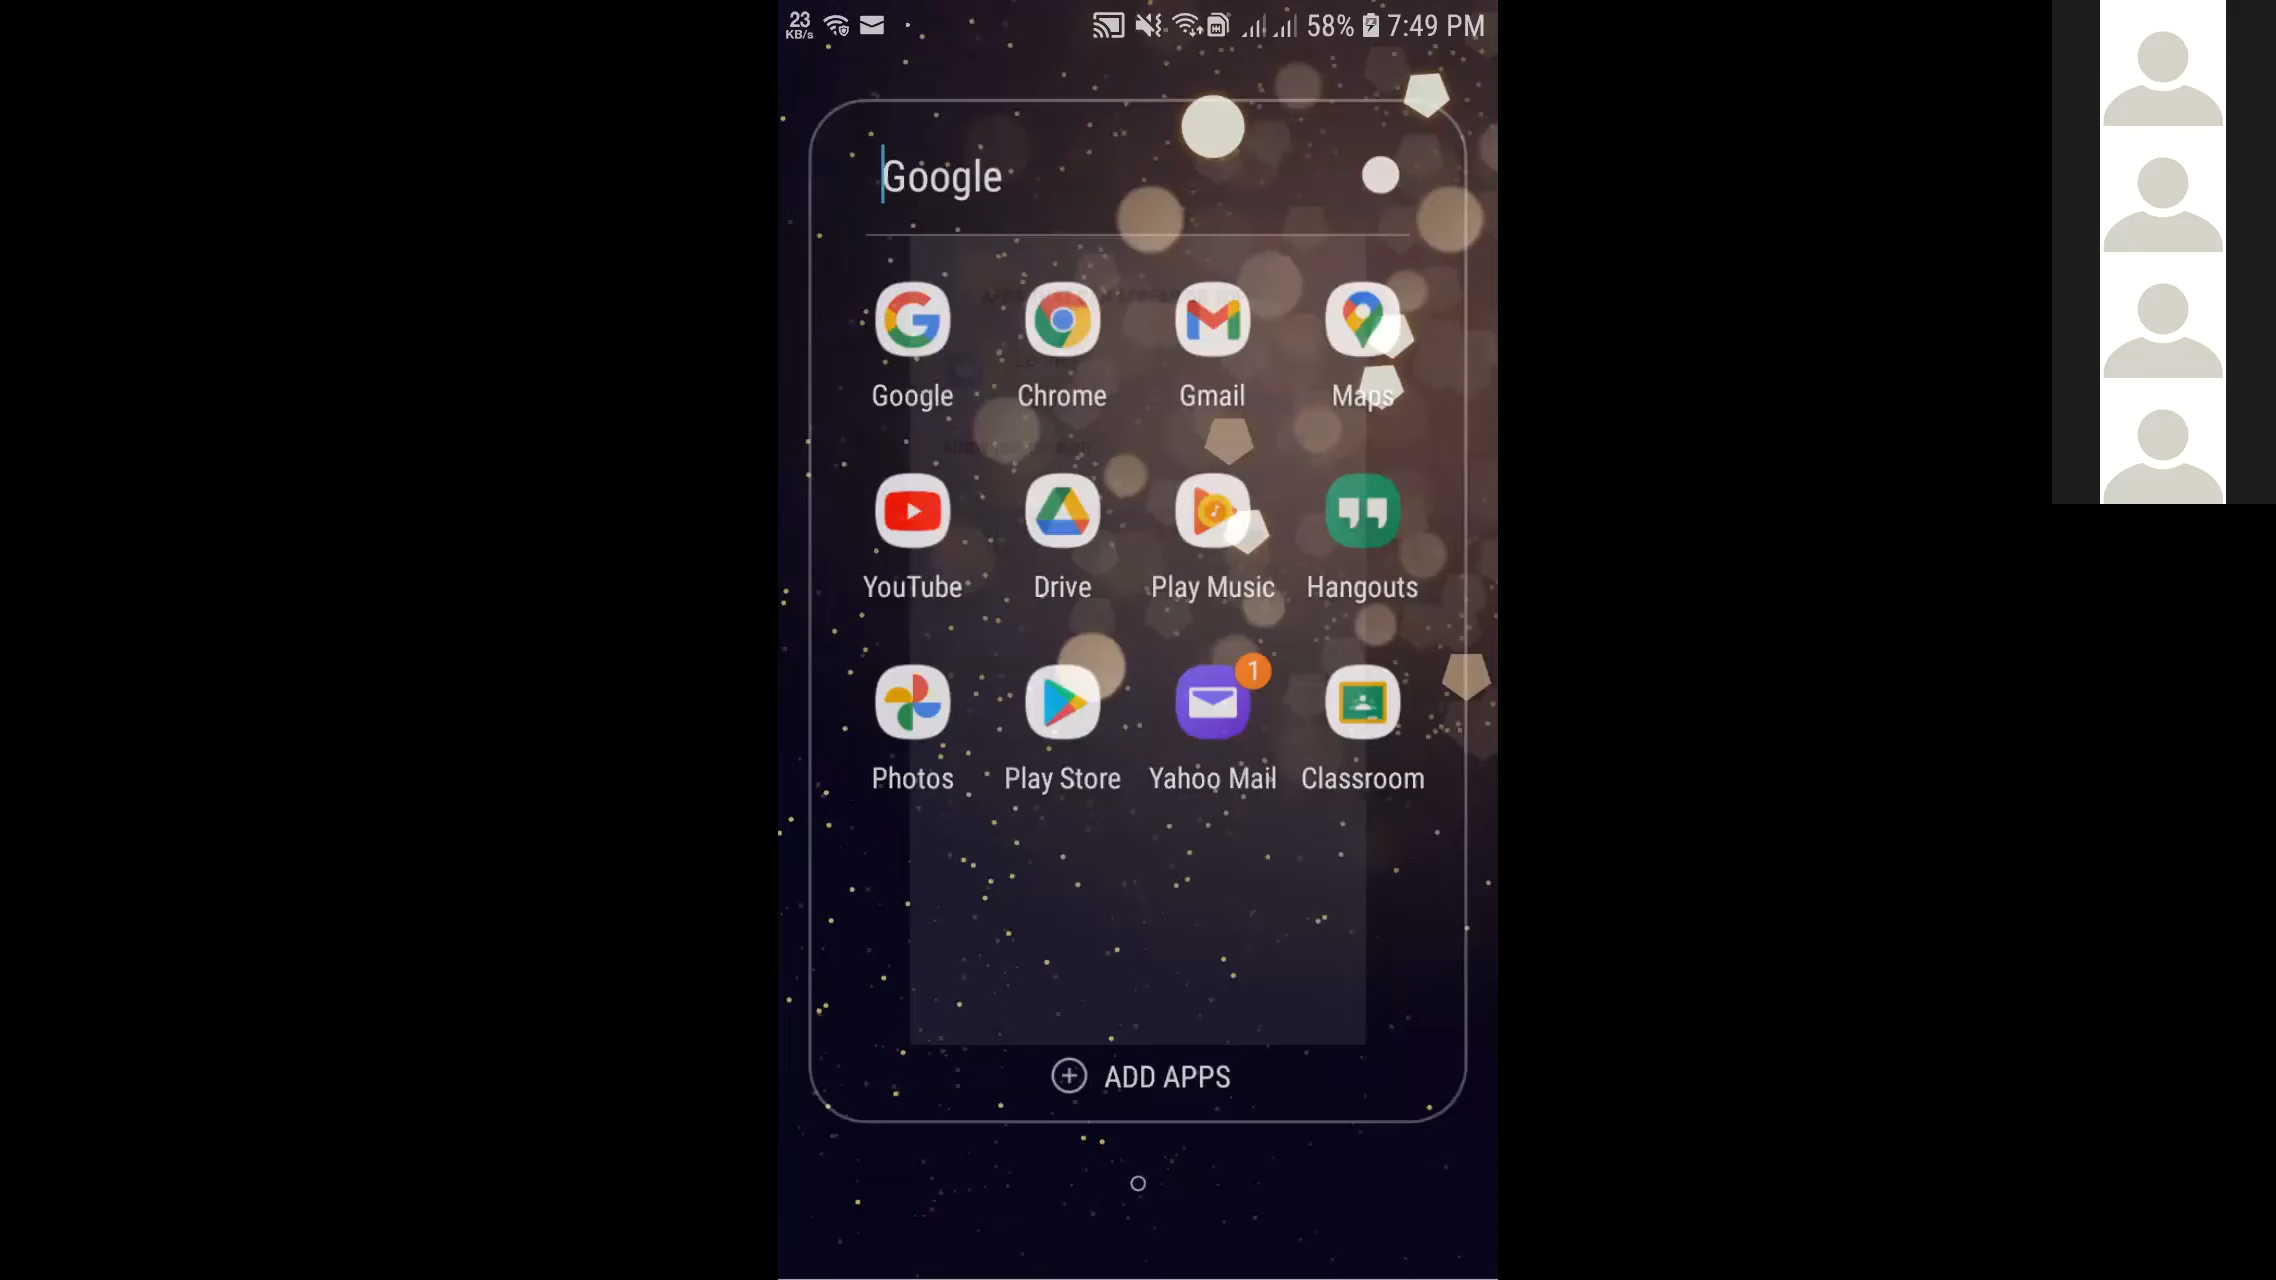 23
KB/s
58% 7:49 PM
Google
Google Chrome Gmail Maps
YouTube Drive Play Music Hangouts
1
Photos Play Store Yahoo Mail Classroom
ADD APPS